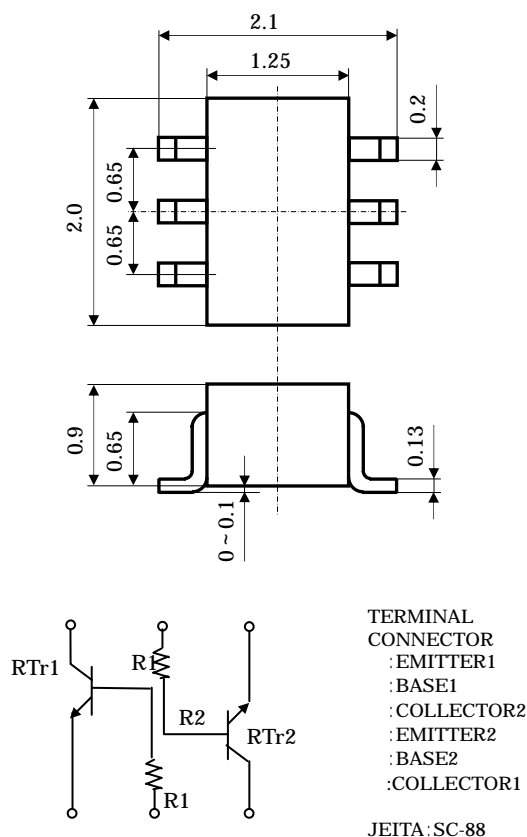 2.1
1.25
0.2
0.65
2.0
0.65
0.9
0.65
0.13
0~0.1
RTr1
R1
R2
RTr2
R1
TERMINAL
CONNECTOR
:EMITTER1
:BASE1
:COLLECTOR2
:EMITTER2
:BASE2
:COLLECTOR1
JEITA:SC-88